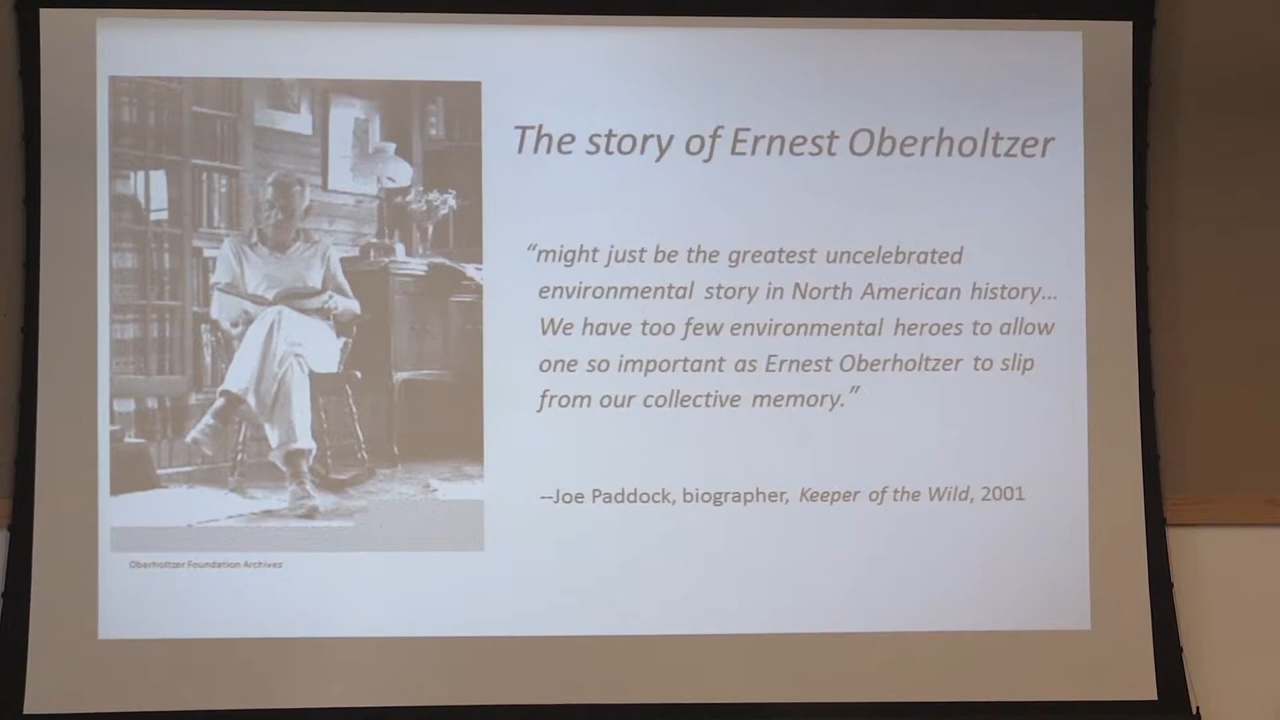 The story of Ernest Oberholtzer
“might just be the greatest uncelebrated
environmental story in North American history...
We have too few environmental heroes to allow
one so important as Ernest Oberholtzer to slip
from our collective memory.”
--Joe Paddock, biographer, Keeper of the Wild, 2001
Oberholtzer Foundation Archives